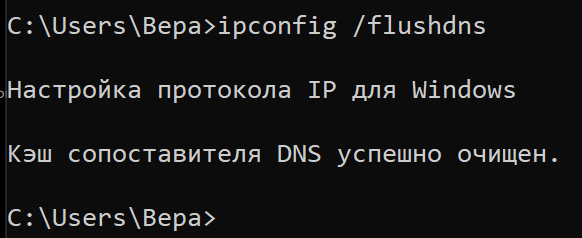 C:\Users\Вера>ipconfig /flushdns
Настройка протокола IP для Windows
Кэш сопоставителя DNS успешно очищен.
C:\Users\Вера>